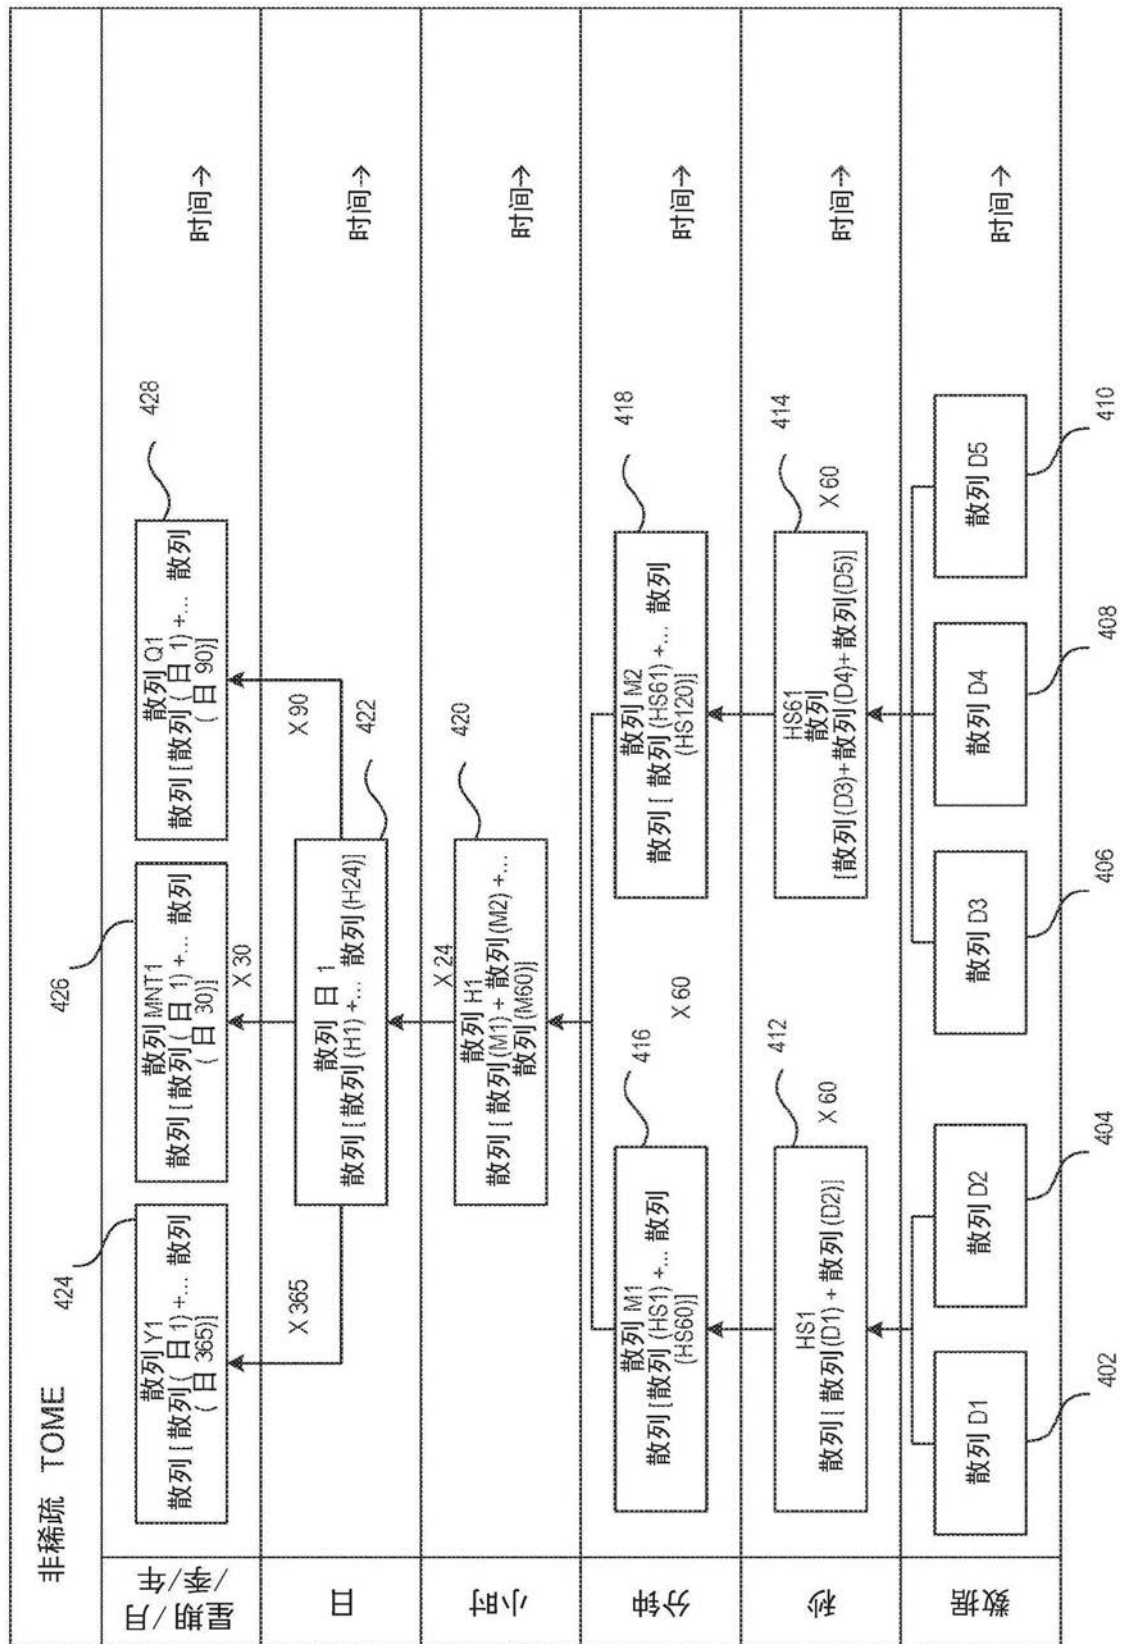 非稀疏 TOME
星期/月
/季/
年
424
426
428
散列 Y1
散列 [ 散列 ( 日 1) +... 散列
( 日 365)]
散列 MNT1
散列 [ 散列 ( 日 1) +... 散列
( 日 30)]
散列 Q1
散列 [ 散列 ( 日 1) +... 散列
( 日 90)]
时间→
日
X 365
X 30
X 90
散列 日 1
散列 [ 散列 (H1) +... 散列 (H24)]
422
时间→
小时
X 24
散列 H1
散列 [ 散列 (M1) + 散列 (M2) +...
散列 (M60)]
420
时间→
分钟
散列 M1
散列 [ 散列 (HS1) +... 散列
(HS60)]
416
X 60
散列 M2
散列 [ 散列 (HS61) +... 散列
(HS120)]
418
时间→
秒
HS1
散列 [ 散列 (D1) + 散列 (D2)]
412
X 60
HS61
散列
[散列(D3)+散列(D4)+散列(D5)]
414
X 60
时间→
数据
散列 D1
散列 D2
散列 D3
散列 D4
散列 D5
时间→
402
404
406
408
410